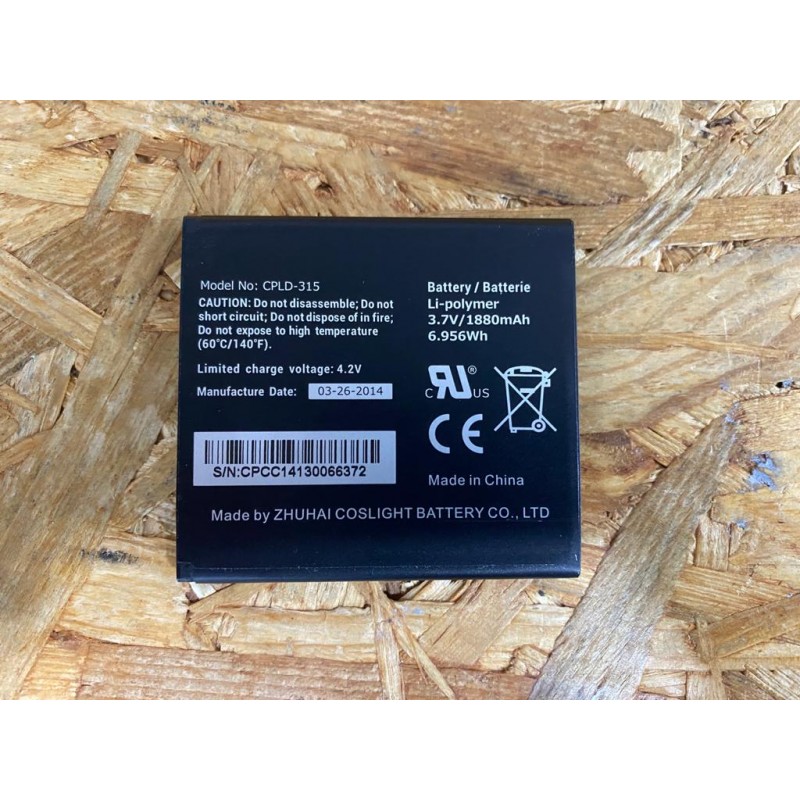 Model No: CPLD-315
CAUTION: Do not disassemble; Do not
short circuit; Do not dispose of in fire;
Do not expose to high temperature
(60°C/140°F).
Limited charge voltage: 4.2V
Manufacture Date: 03-26-2014
S/N:CPCC14130066372
Battery / Batterie
Li-polymer
3.7V/1880mAh
6.956Wh
C RU® US
CE
Made in China
Made by ZHUHAI COSLIGHT BATTERY CO., LTD